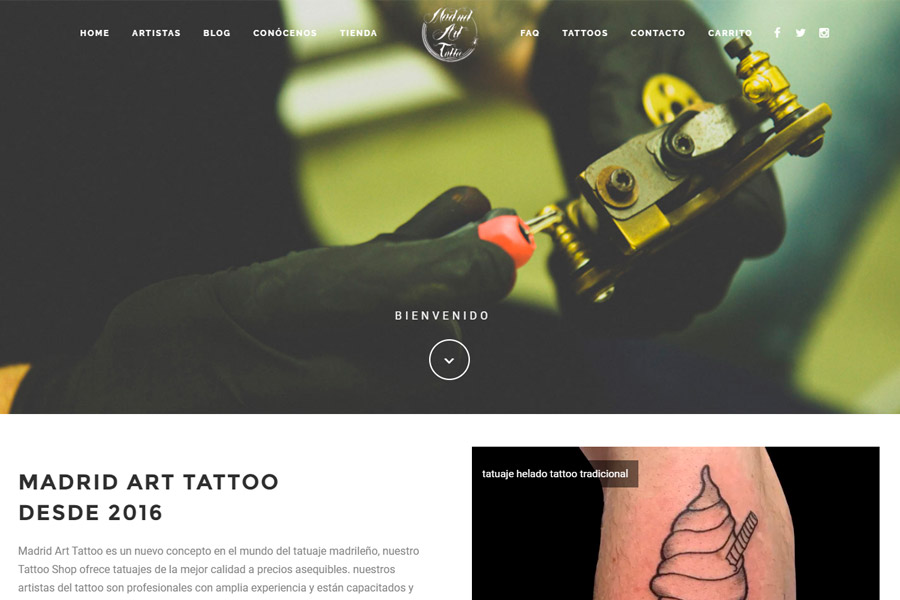 HOME ARTISTAS BLOG CONÓCENOS TIENDA
Madrid
Art
Tattoo
FAQ TATTOOS CONTACTO CARRITO
BIENVENIDO
MADRID ART TATTOO
DESDE 2016
Madrid Art Tattoo es un nuevo concepto en el mundo del tatuaje madrileño, nuestro
Tattoo Shop ofrece tatuajes de la mejor calidad a precios asequibles. nuestros
artistas del tattoo son profesionales con amplia experiencia y están capacitados y
tatuaje helado tattoo tradicional